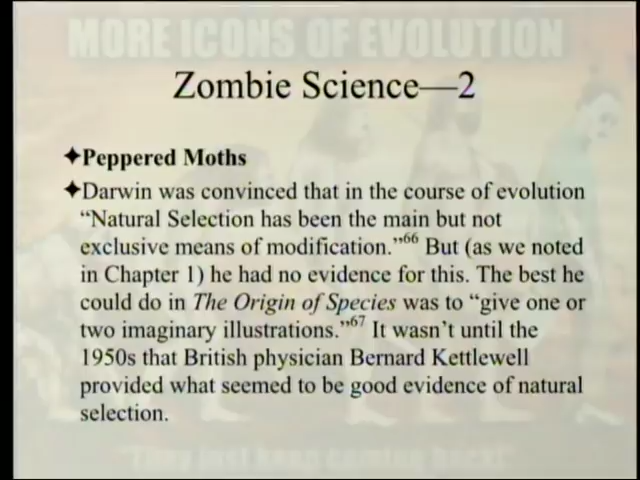 MORE ICONS OF EVOLUTION
Zombie Science—2
✦Peppered Moths
✦Darwin was convinced that in the course of evolution
“Natural Selection has been the main but not
exclusive means of modification.”66 But (as we noted
in Chapter 1) he had no evidence for this. The best he
could do in The Origin of Species was to “give one or
two imaginary illustrations.”67 It wasn’t until the
1950s that British physician Bernard Kettlewell
provided what seemed to be good evidence of natural
selection.
"They just keep coming back!"